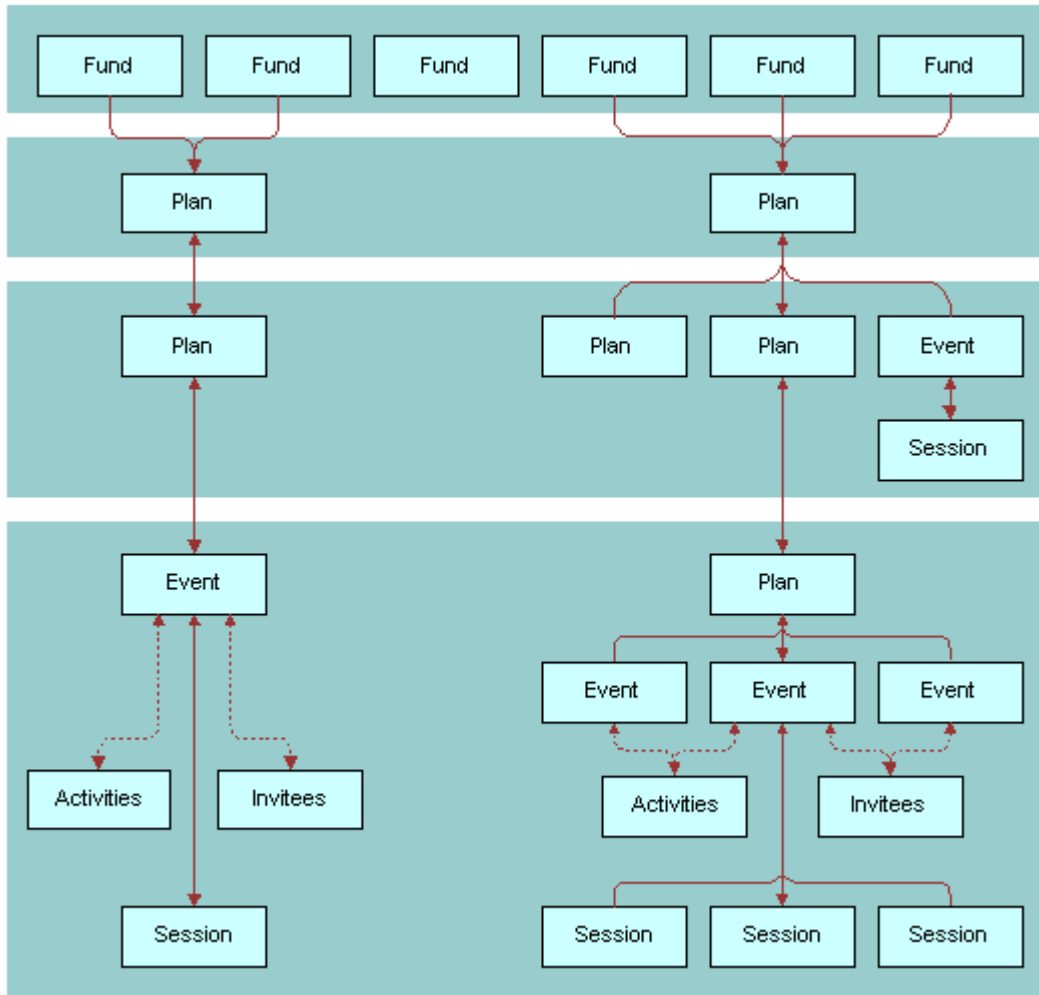 Fund
Fund
Fund
Fund
Fund
Fund
Plan
Plan
Plan
Plan
Plan
Event
Session
Event
Plan
Event
Event
Event
Activities
Invitees
Activities
Invitees
Session
Session
Session
Session